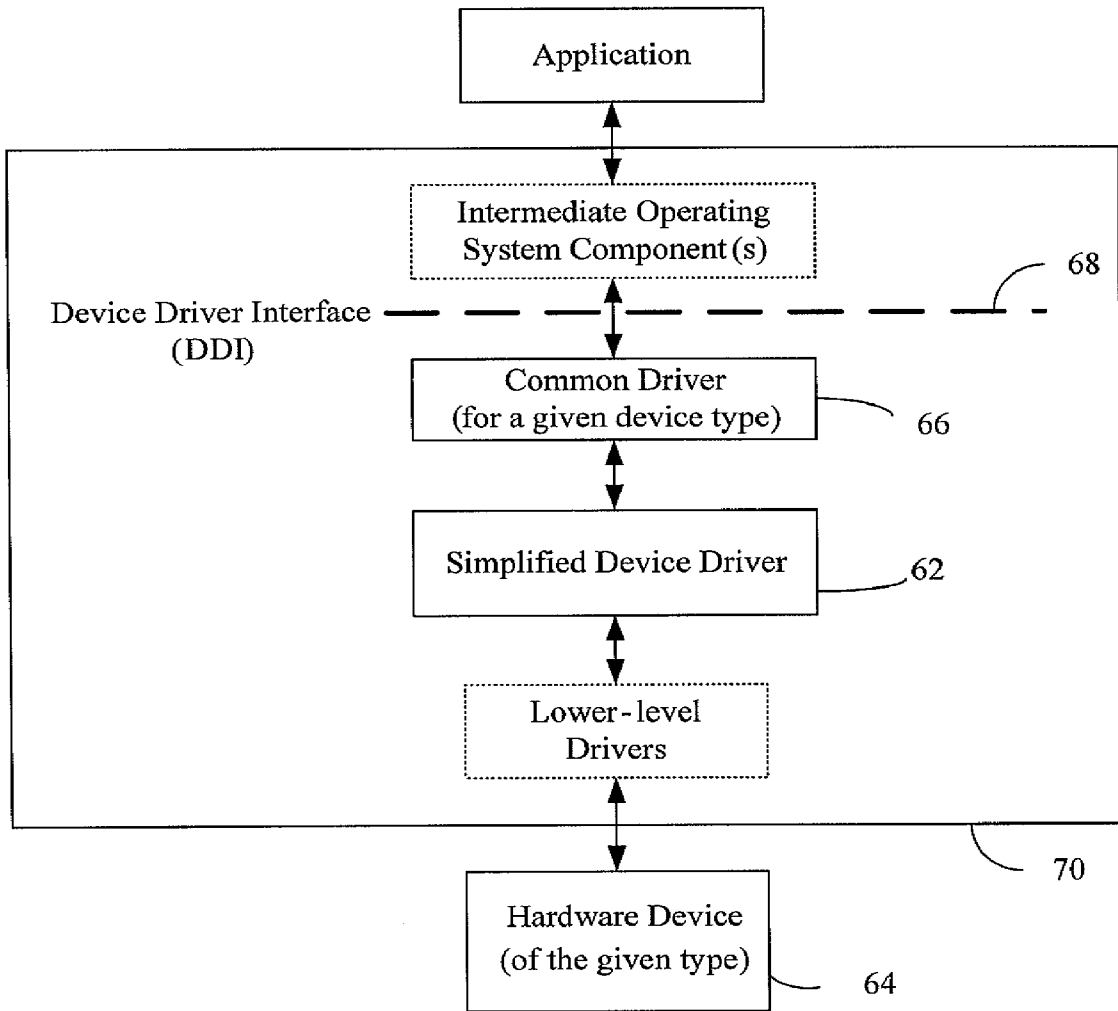 Application
Intermediate Operating
System Component(s)
68
Device Driver Interface
(DDI)
Common Driver
(for a given device type)
66
Simplified Device Driver
62
Lower-level
Drivers
70
Hardware Device
(of the given type)
64